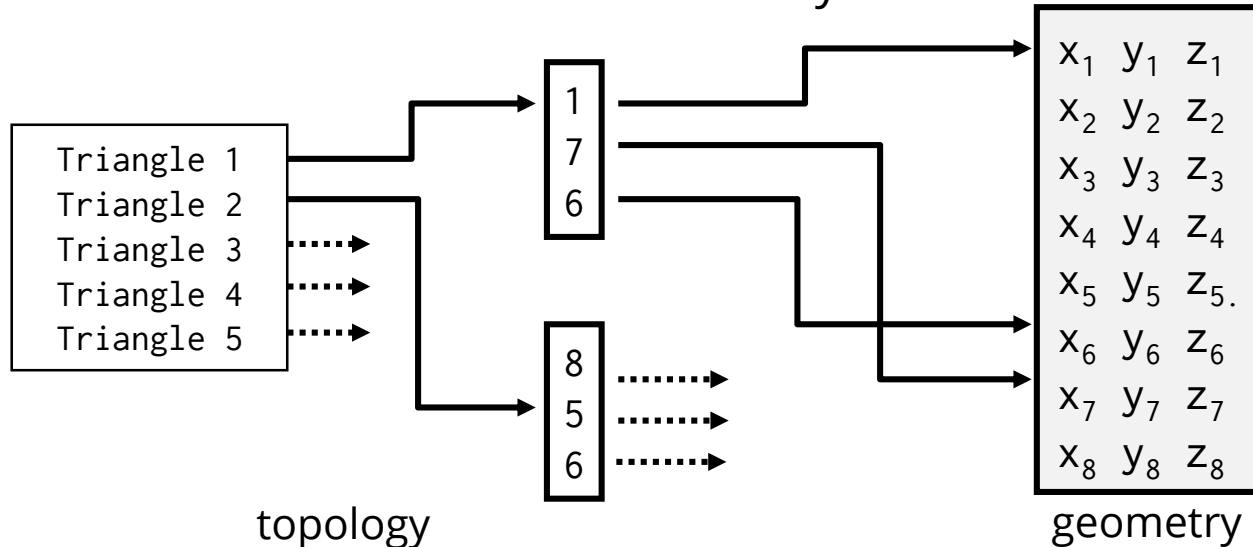 Triangle 1
Triangle 2
Triangle 3
Triangle 4
Triangle 5
1
7
6
8
5
6
x₁ y₁ z₁
x₂ y₂ z₂
x₃ y₃ z₃
x₄ y₄ z₄
x₅ y₅ z₅.
x₆ y₆ z₆
x₇ y₇ z₇
x₈ y₈ z₈
topology
geometry